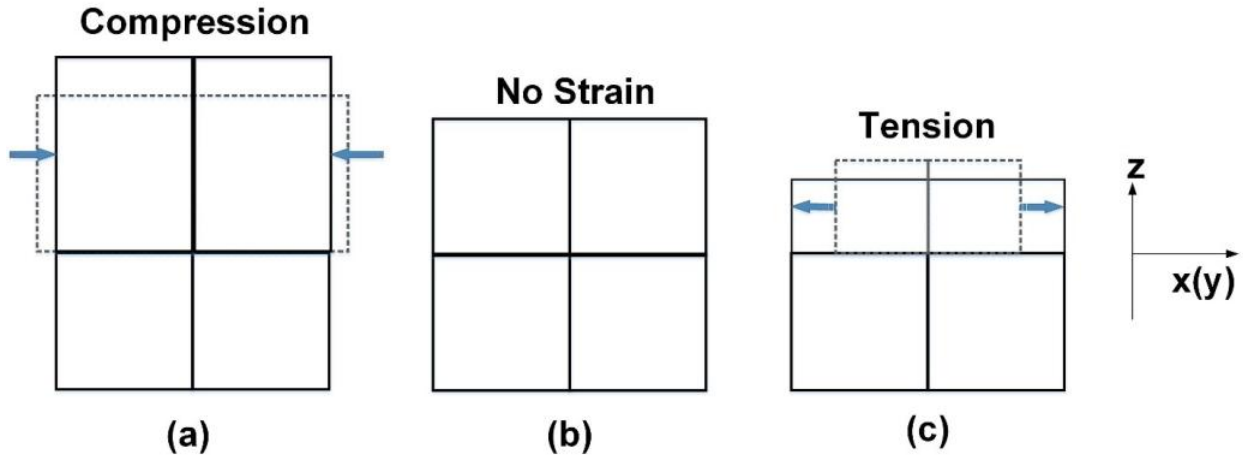 Compression
No Strain
Tension
z
x(y)
(a)
(b)
(c)